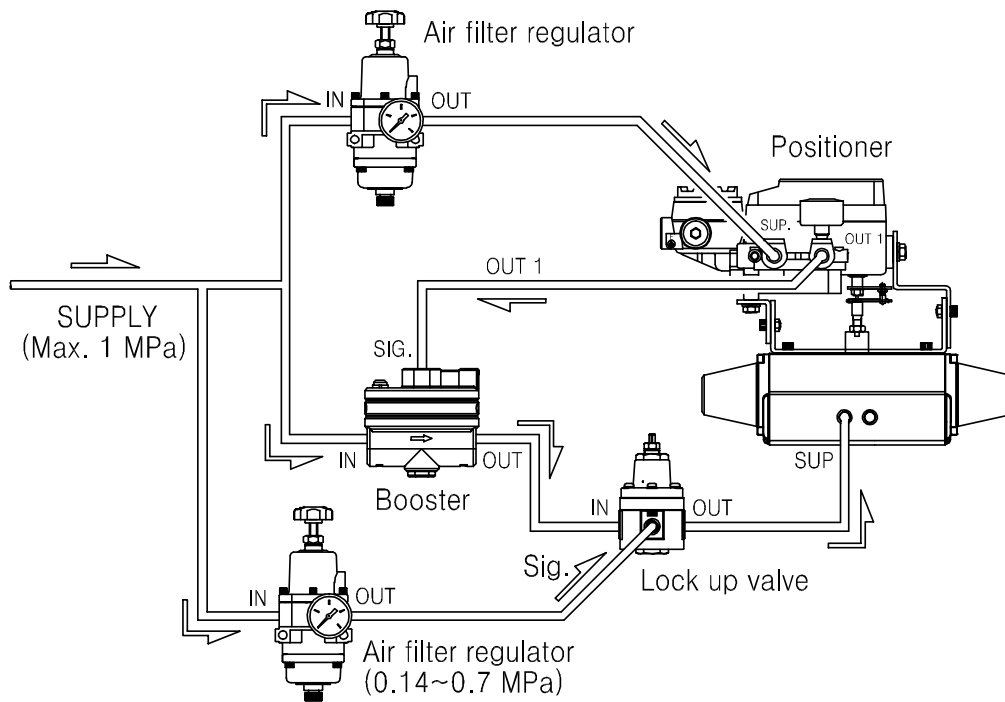 Air filter regulator
IN
OUT
Positioner
SUP.
OUT 1
OUT 1
SUPPLY
(Max. 1 MPa)
SIG.
IN
OUT
Booster
SUP
IN
OUT
Sig.
Lock up valve
IN
OUT
Air filter regulator
(0.14~0.7 MPa)